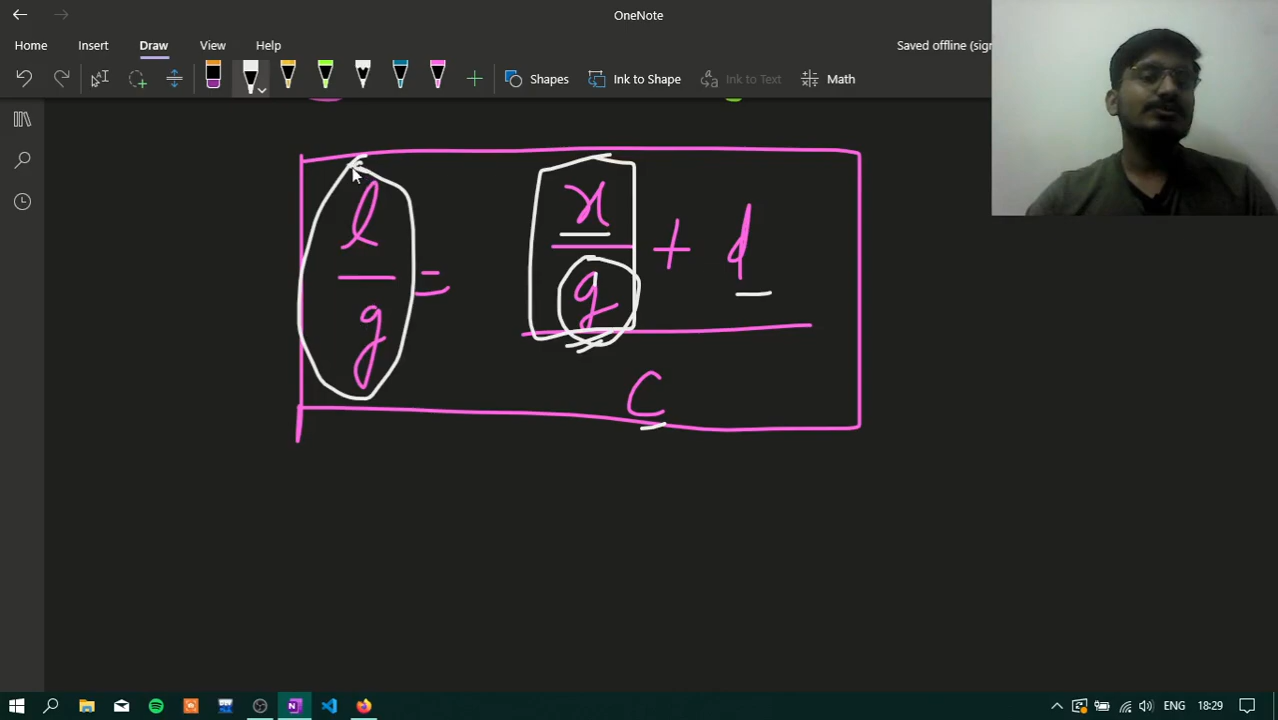 OneNote
Home Insert Draw View Help Saved offline (sig
Shapes Ink to Shape Ink to Text Math
l/g = (x/g + d)/c
ENG 18:29